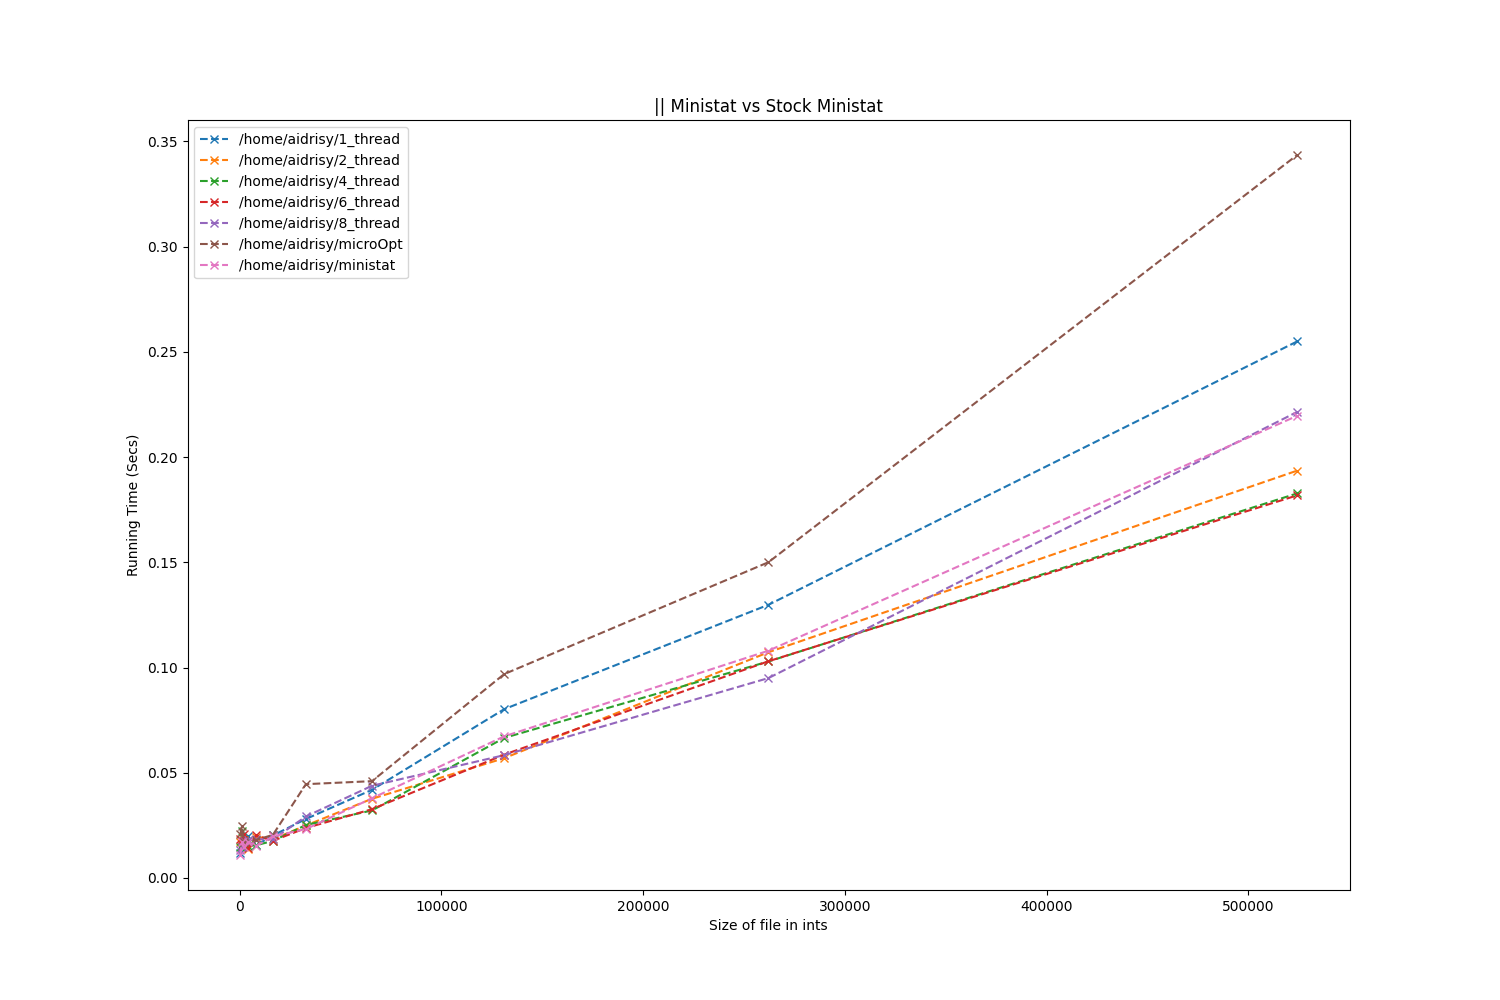 || Ministat vs Stock Ministat
/home/aidrisy/1_thread
/home/aidrisy/2_thread
/home/aidrisy/4_thread
/home/aidrisy/6_thread
/home/aidrisy/8_thread
/home/aidrisy/microOpt
/home/aidrisy/ministat
0.35
0.30
0.25
0.20
0.15
0.10
0.05
0.00
Running Time (Secs)
0 100000 200000 300000 400000 500000
Size of file in ints